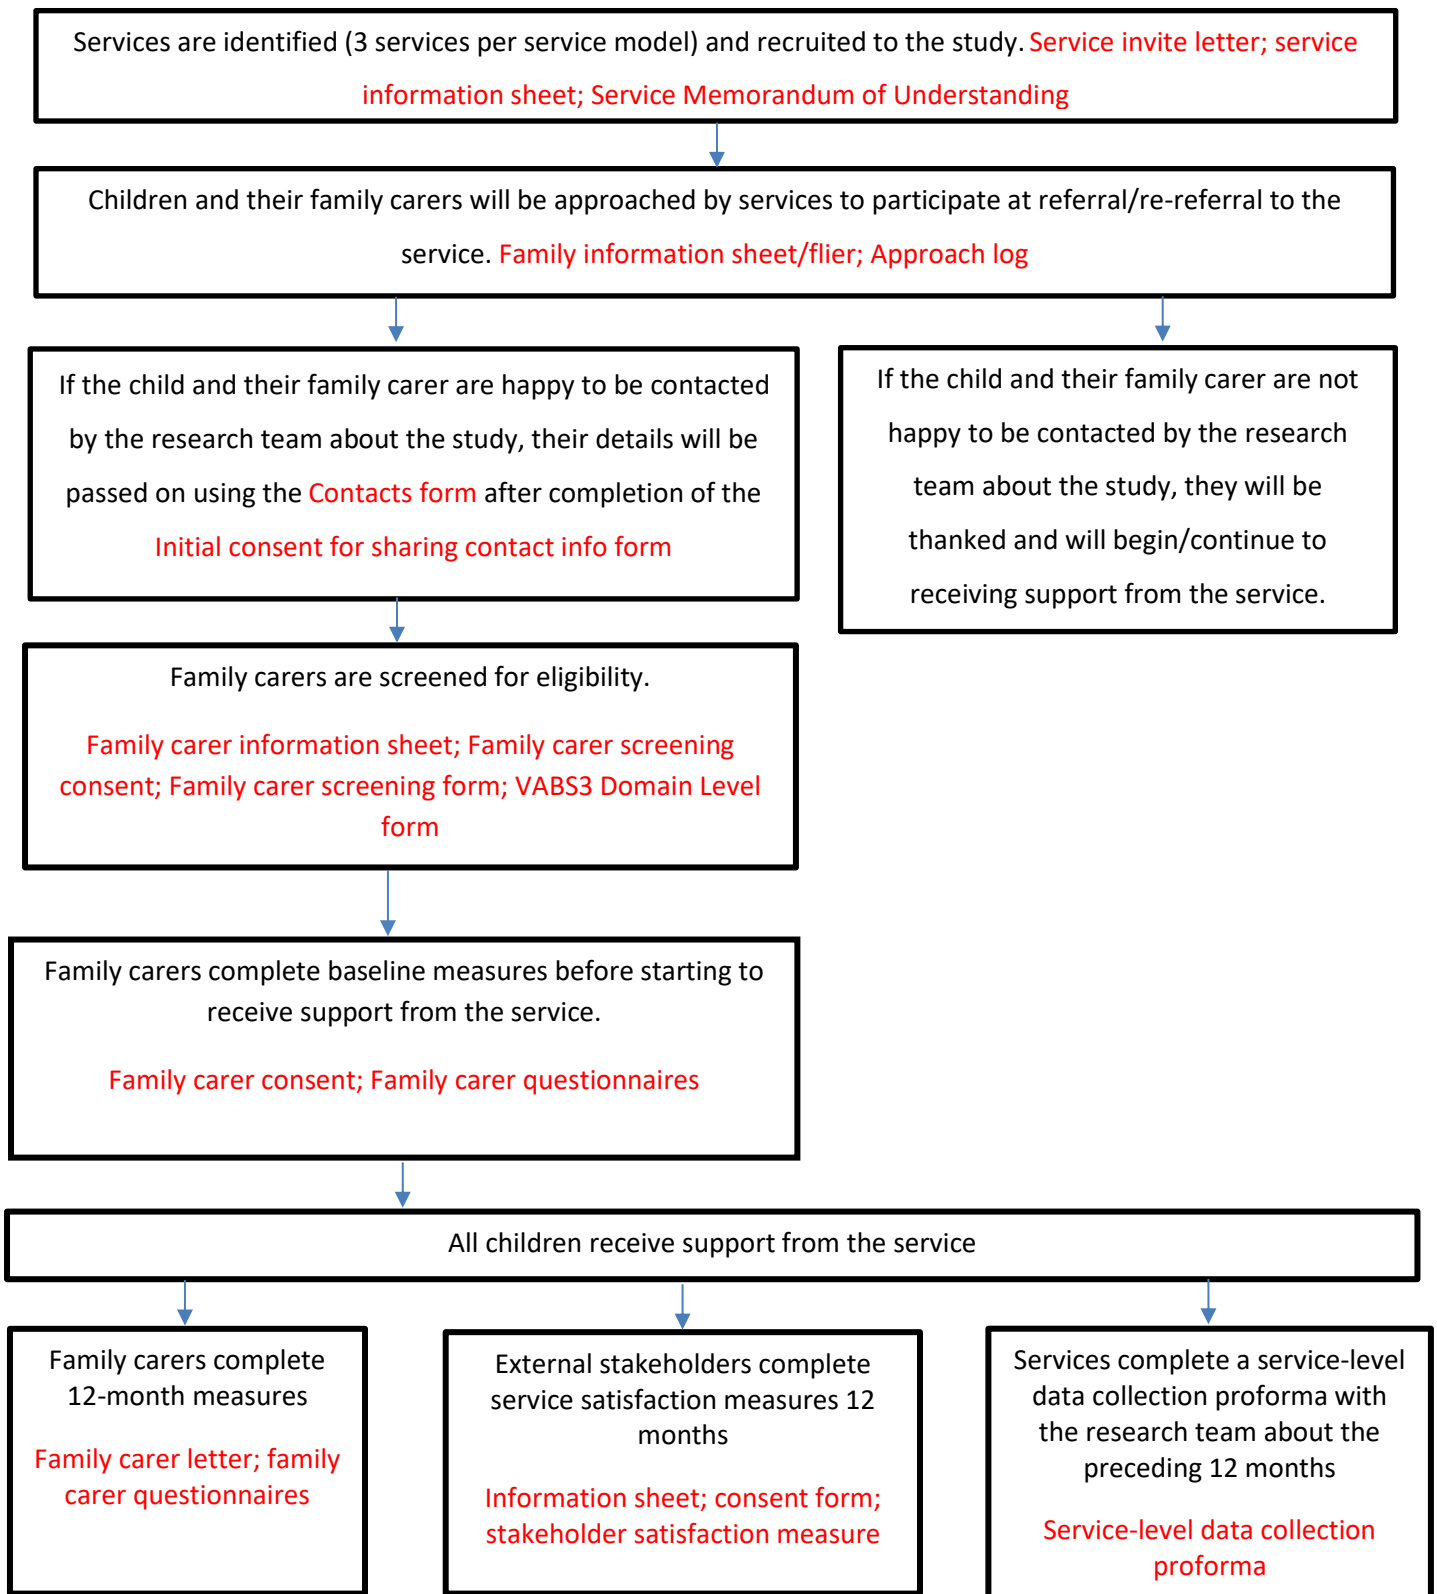 Services are identified (3 services per service model) and recruited to the study. Service invite letter; service
information sheet; Service Memorandum of Understanding
Children and their family carers will be approached by services to participate at referral/re-referral to the
service. Family information sheet/flier; Approach log
If the child and their family carer are happy to be contacted
by the research team about the study, their details will be
passed on using the Contacts form after completion of the
Initial consent for sharing contact info form
If the child and their family carer are not
happy to be contacted by the research
team about the study, they will be
thanked and will begin/continue to
receiving support from the service.
Family carers are screened for eligibility.
Family carer information sheet; Family carer screening
consent; Family carer screening form; VABS3 Domain Level
form
Family carers complete baseline measures before starting to
receive support from the service.
Family carer consent; Family carer questionnaires
All children receive support from the service
Family carers complete
12-month measures
Family carer letter; family
carer questionnaires
External stakeholders complete
service satisfaction measures 12
months
Information sheet; consent form;
stakeholder satisfaction measure
Services complete a service-level
data collection proforma with
the research team about the
preceding 12 months
Service-level data collection
proforma